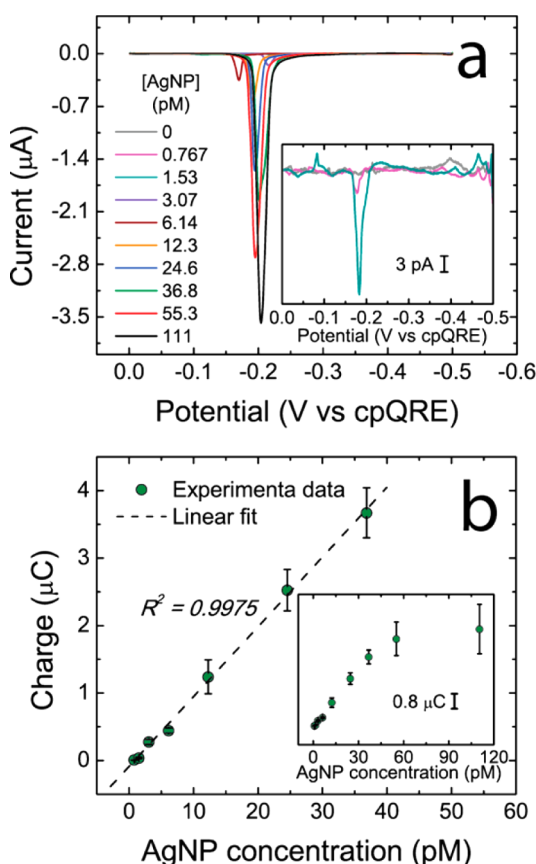 a
0.0
-0.7
-1.4
-2.1
-2.8
-3.5
Current (μA)
[AgNP]
(pM)
0
0.767
1.53
3.07
6.14
12.3
24.6
36.8
55.3
111
3 pA
0.0 -0.1 -0.2 -0.3 -0.4 -0.5
Potential (V vs cpQRE)
0.0 -0.1 -0.2 -0.3 -0.4 -0.5 -0.6
Potential (V vs cpQRE)
b
4
3
2
1
0
Charge (μC)
Experimenta data
Linear fit
R² = 0.9975
0.8 μC
0 30 60 90 120
AgNP concentration (pM)
0 10 20 30 40 50 60
AgNP concentration (pM)